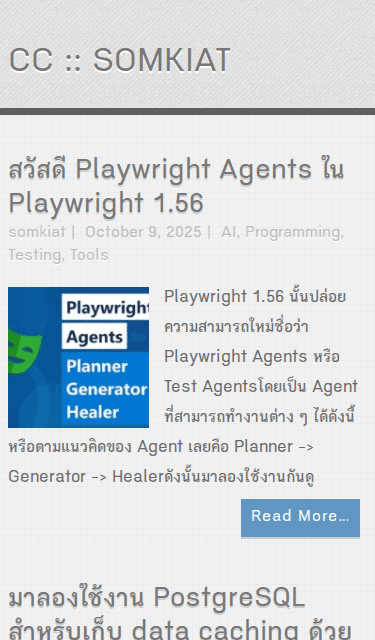 CC :: SOMKIAT
สวัสดี Playwright Agents ใน
Playwright 1.56
somkiat | October 9, 2025 | AI, Programming,
Testing, Tools
Playwright
Agents
Planner
Generator
Healer
Playwright 1.56 นั้นปล่อย
ความสามารถใหม่ชื่อว่า
Playwright Agents หรือ
Test Agentsโดยเป็น Agent
ที่สามารถทำงานต่าง ๆ ได้ดังนี้
หรือตามแนวคิดของ Agent เลยคือ Planner ->
Generator -> Healerดังนั้นมาลองใช้งานกันดู
Read More...
มาลองใช้งาน PostgreSQL
สำหรับเก็บ data caching ด้วย